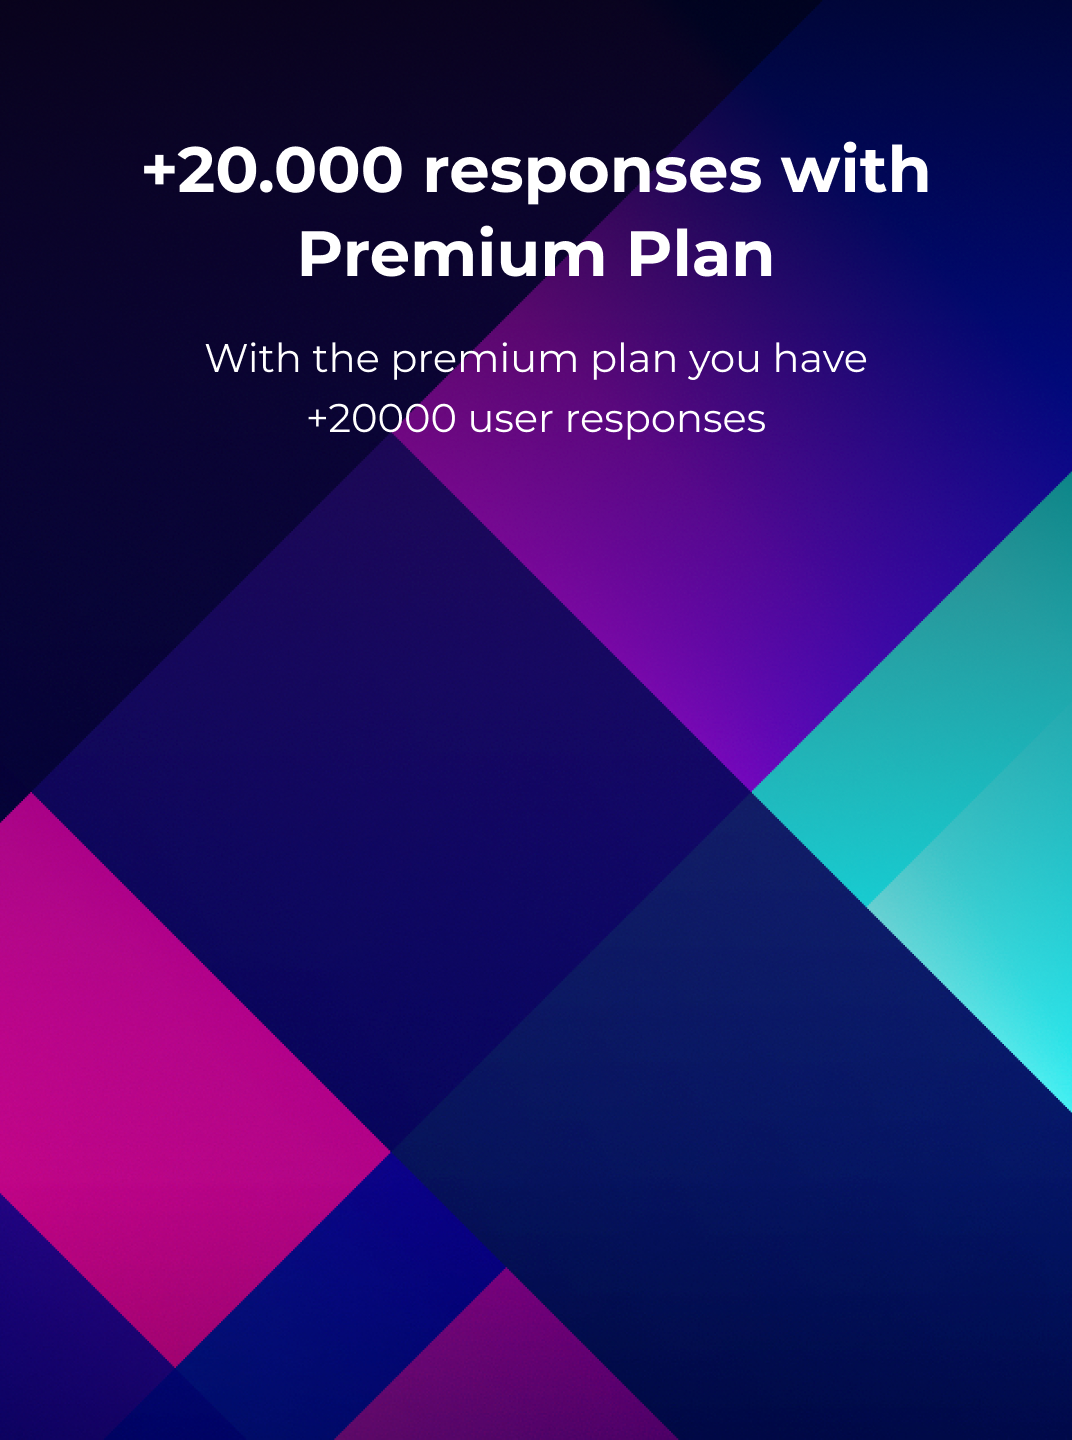 +20.000 responses with
Premium Plan
With the premium plan you have
+20000 user responses